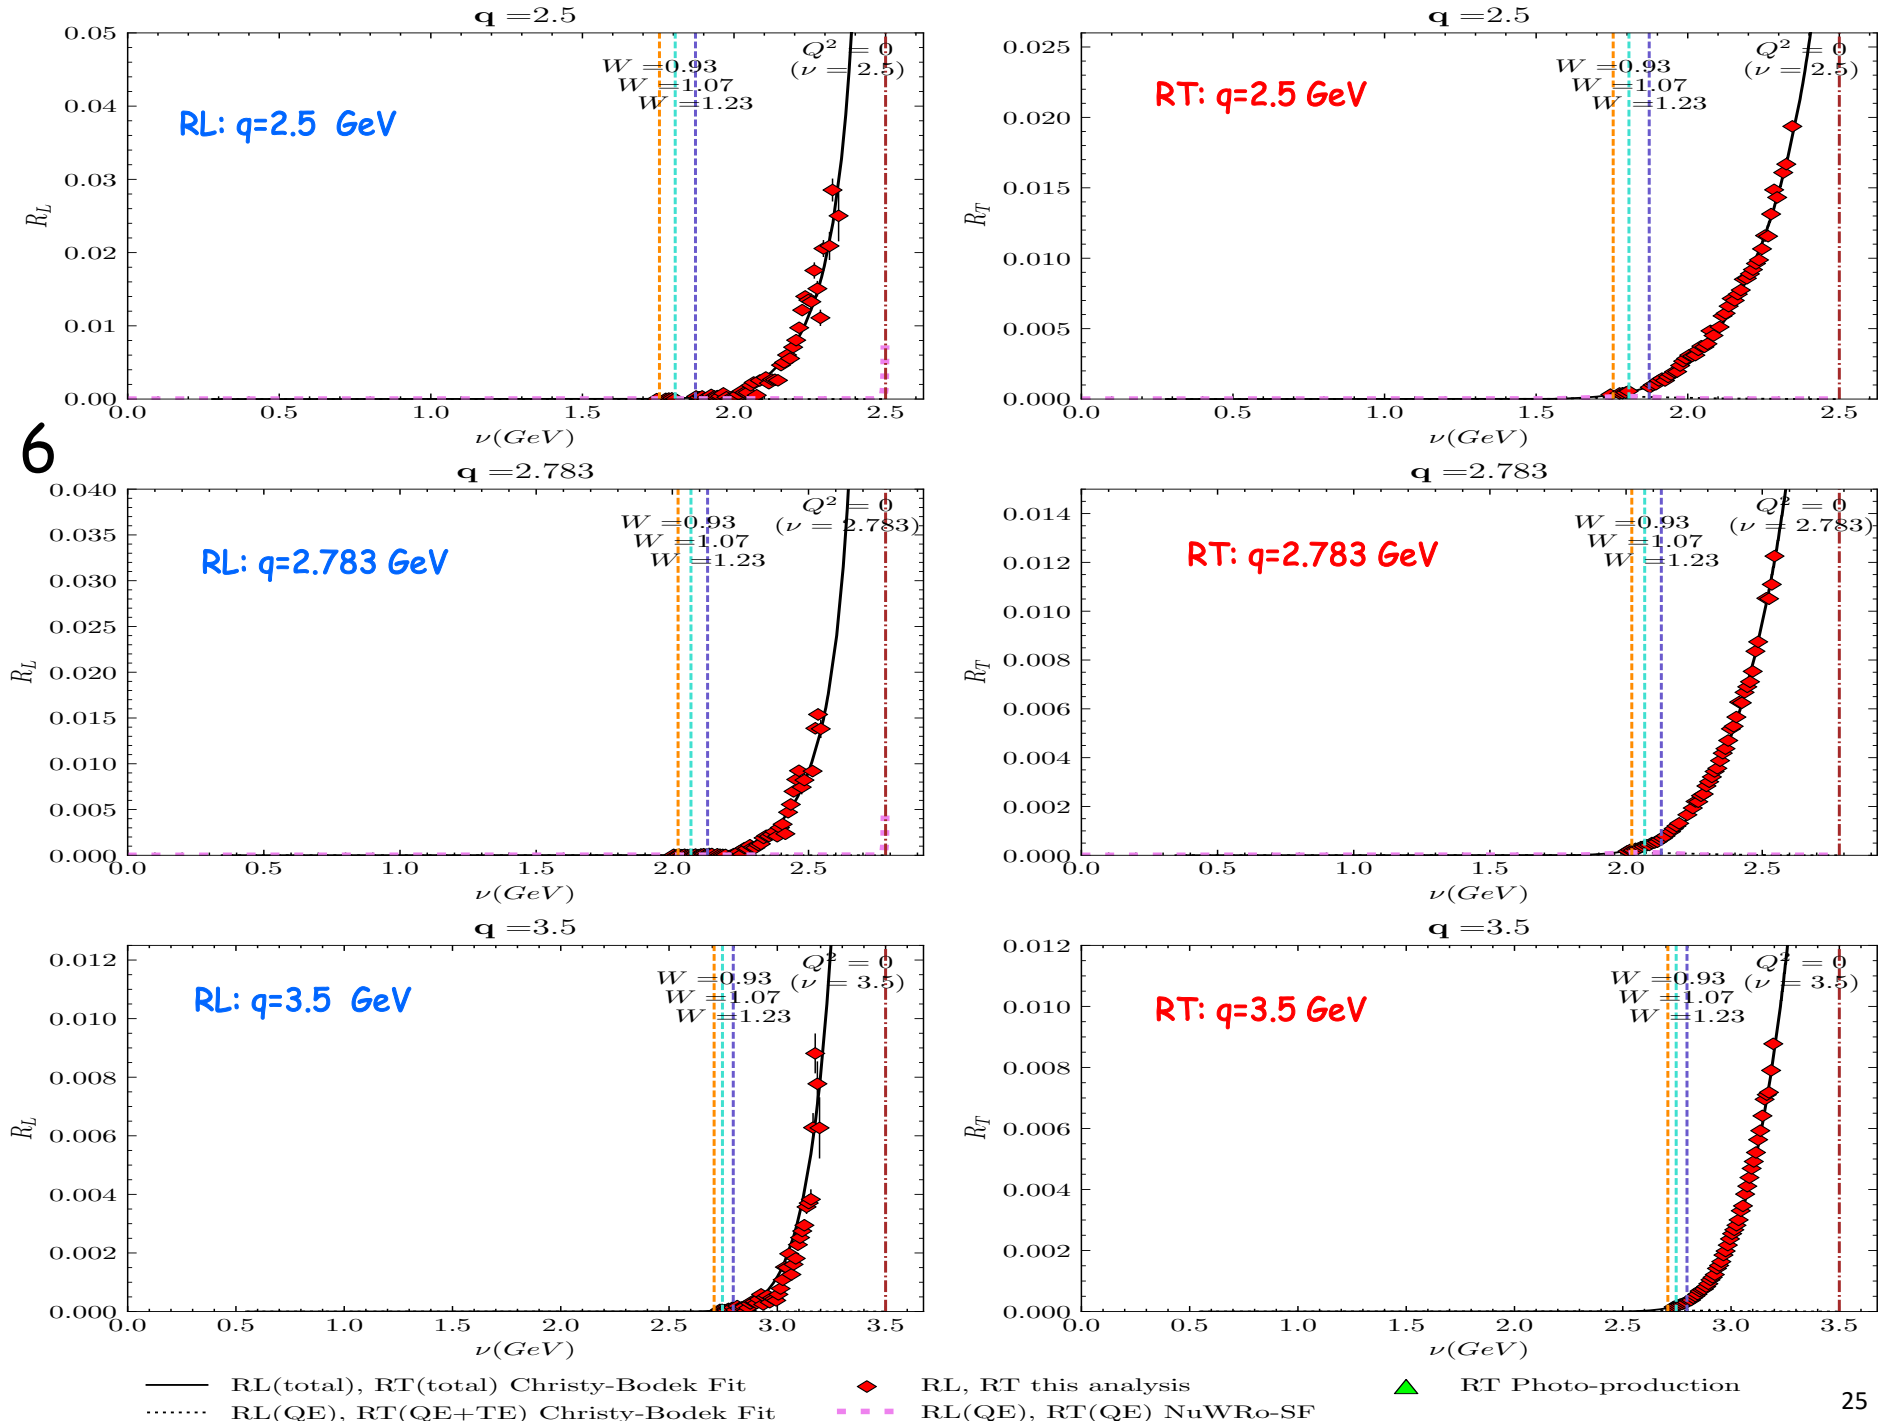 q =2.5
0.05
0.04
0.03
0.02
0.01
0.00
R_L
RL: q=2.5 GeV
W =0.93
W =1.07
W =1.23
Q² = 0
(ν = 2.5)
0.0 0.5 1.0 1.5 2.0 2.5
ν(GeV)
q =2.5
0.025
0.020
0.015
0.010
0.005
0.000
R_T
RT: q=2.5 GeV
W =0.93
W =1.07
W =1.23
Q² = 0
(ν = 2.5)
0.0 0.5 1.0 1.5 2.0 2.5
ν(GeV)
6
q =2.783
0.040
0.035
0.030
0.025
0.020
0.015
0.010
0.005
0.000
R_L
RL: q=2.783 GeV
W =0.93
W =1.07
W =1.23
Q² = 0
(ν = 2.783)
0.0 0.5 1.0 1.5 2.0 2.5
ν(GeV)
q =2.783
0.014
0.012
0.010
0.008
0.006
0.004
0.002
0.000
R_T
RT: q=2.783 GeV
W =0.93
W =1.07
W =1.23
Q² = 0
(ν = 2.783)
0.0 0.5 1.0 1.5 2.0 2.5
ν(GeV)
q =3.5
0.012
0.010
0.008
0.006
0.004
0.002
0.000
R_L
RL: q=3.5 GeV
W =0.93
W =1.07
W =1.23
Q² = 0
(ν = 3.5)
0.0 0.5 1.0 1.5 2.0 2.5 3.0 3.5
ν(GeV)
q =3.5
0.012
0.010
0.008
0.006
0.004
0.002
0.000
R_T
RT: q=3.5 GeV
W =0.93
W =1.07
W =1.23
Q² = 0
(ν = 3.5)
0.0 0.5 1.0 1.5 2.0 2.5 3.0 3.5
ν(GeV)
RL(total), RT(total) Christy-Bodek Fit
RL(QE), RT(QE+TE) Christy-Bodek Fit
RL, RT this analysis
RL(QE), RT(QE) NuWRo-SF
RT Photo-production
25